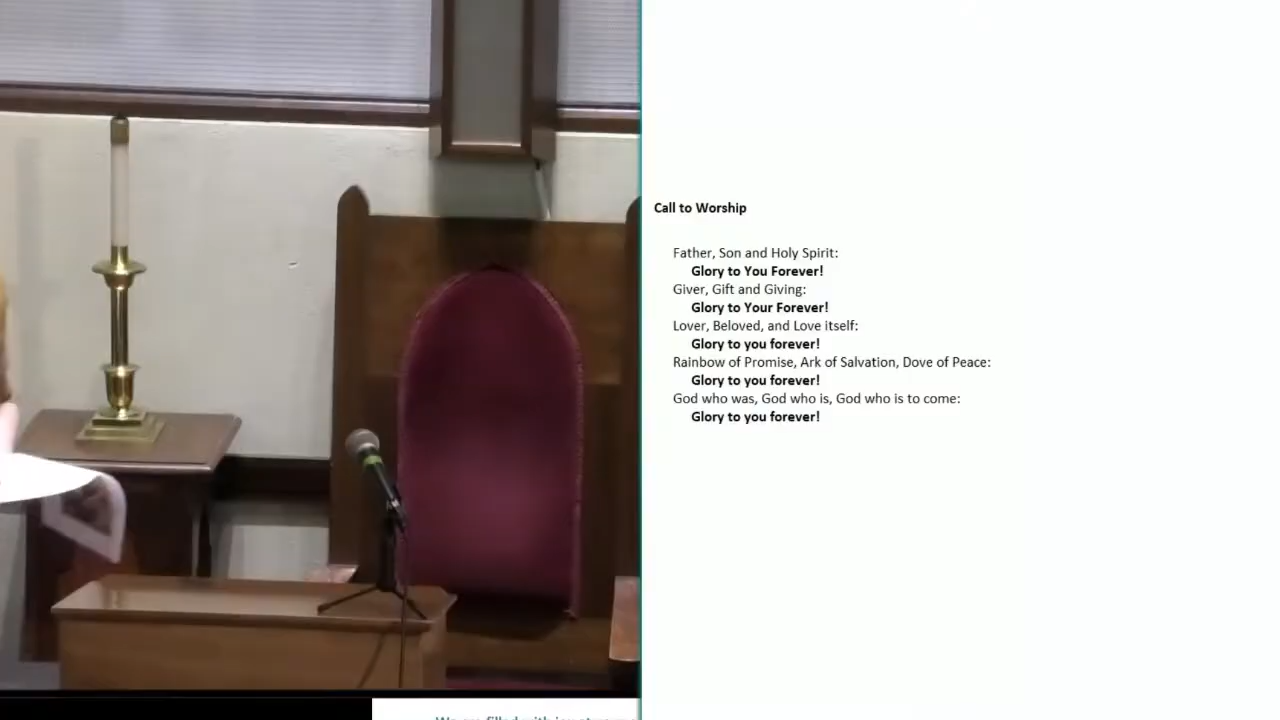 Call to Worship
Father, Son and Holy Spirit:
Glory to You Forever!
Giver, Gift and Giving:
Glory to Your Forever!
Lover, Beloved, and Love itself:
Glory to you forever!
Rainbow of Promise, Ark of Salvation, Dove of Peace:
Glory to you forever!
God who was, God who is, God who is to come:
Glory to you forever!